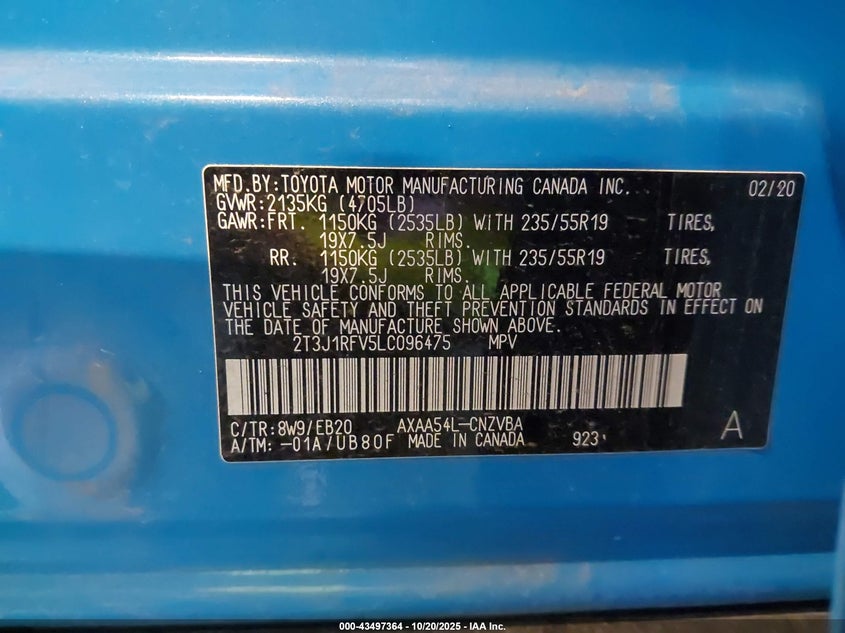 MFD.BY:TOYOTA MOTOR MANUFACTURING CANADA INC. 02/20
GVWR:2135KG (4705LB)
GAWR:FRT. 1150KG (2535LB) WITH 235/55R19 TIRES,
19X7.5J RIMS.
RR. 1150KG (2535LB) WITH 235/55R19 TIRES,
19X7.5J RIMS.
THIS VEHICLE CONFORMS TO ALL APPLICABLE FEDERAL MOTOR
VEHICLE SAFETY AND THEFT PREVENTION STANDARDS IN EFFECT ON
THE DATE OF MANUFACTURE SHOWN ABOVE.
2T3J1RFV5LC096475 MPV
C/TR:8W9/EB20 AXAA54L-CNZVBA
A/TM: -01A/UB80F MADE IN CANADA 923
A
000-43497364 - 10/20/2025 - IAA Inc.